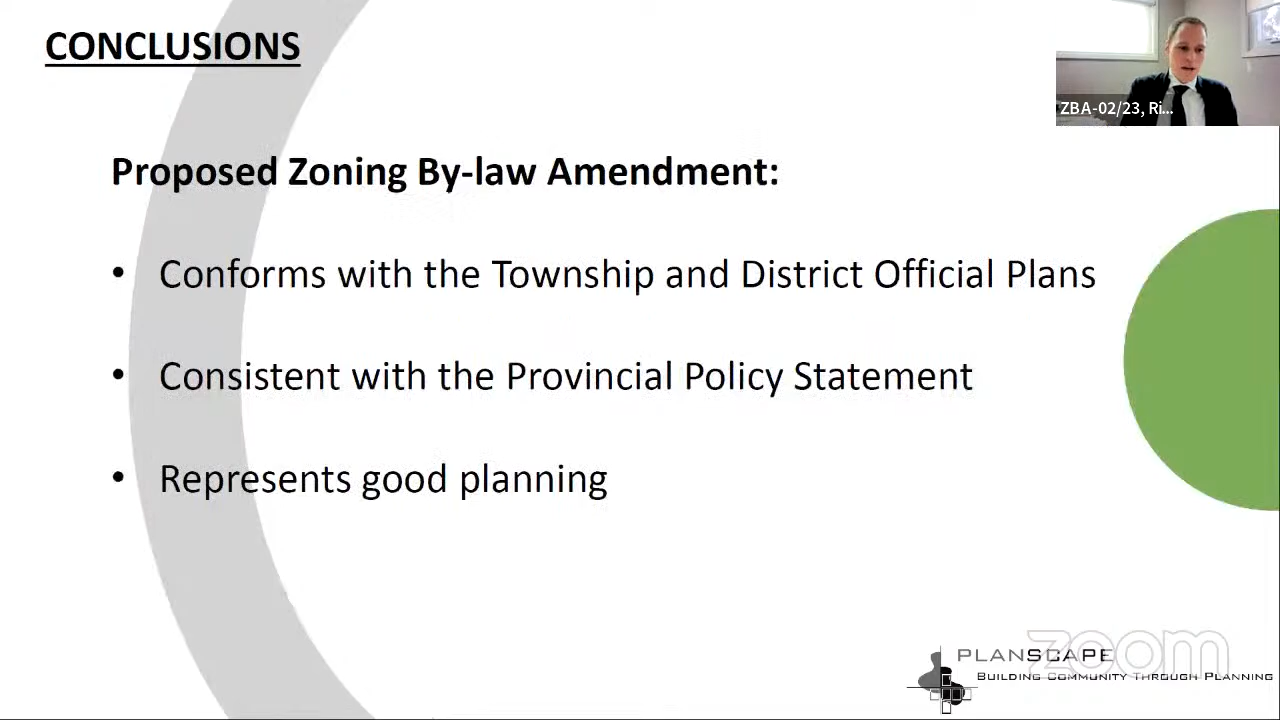 CONCLUSIONS
ZBA-02/23, Ri...
Proposed Zoning By-law Amendment:
• Conforms with the Township and District Official Plans
• Consistent with the Provincial Policy Statement
• Represents good planning
zoom
PLANSCAPE
BUILDING COMMUNITY THROUGH PLANNING